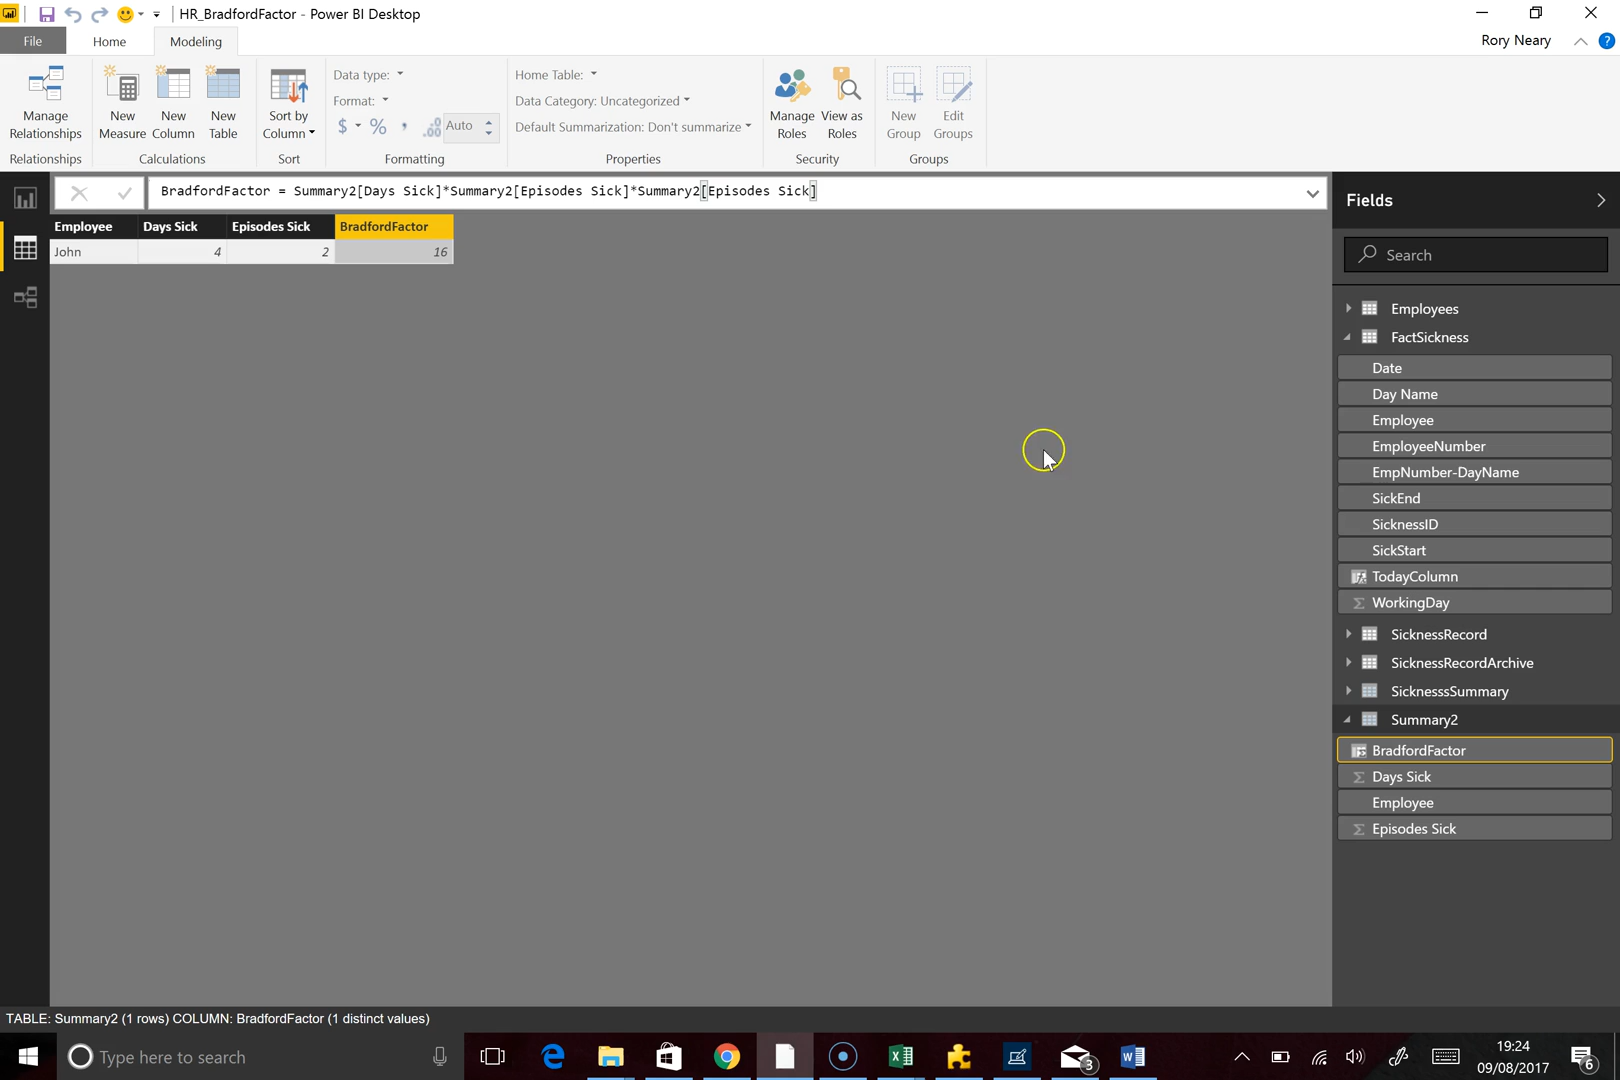 HR_BradfordFactor - Power BI Desktop
File Home Modeling Rory Neary ?
Manage Relationships
New Measure
New Column
New Table
Sort by Column
Data type:
Format:
$ % , .00 Auto
Home Table:
Data Category: Uncategorized
Default Summarization: Don't summarize
Manage Roles
View as Roles
New Group
Edit Groups
Relationships Calculations Sort Formatting Properties Security Groups
BradfordFactor = Summary2[Days Sick]*Summary2[Episodes Sick]*Summary2[Episodes Sick]
Employee Days Sick Episodes Sick BradfordFactor
John 4 2 16
Fields
Search
Employees
FactSickness
Date
Day Name
Employee
EmployeeNumber
EmpNumber-DayName
SickEnd
SicknessID
SickStart
TodayColumn
Σ WorkingDay
SicknessRecord
SicknessRecordArchive
SicknesssSummary
Summary2
BradfordFactor
Σ Days Sick
Employee
Σ Episodes Sick
TABLE: Summary2 (1 rows) COLUMN: BradfordFactor (1 distinct values)
Type here to search
3
19:24
09/08/2017
6